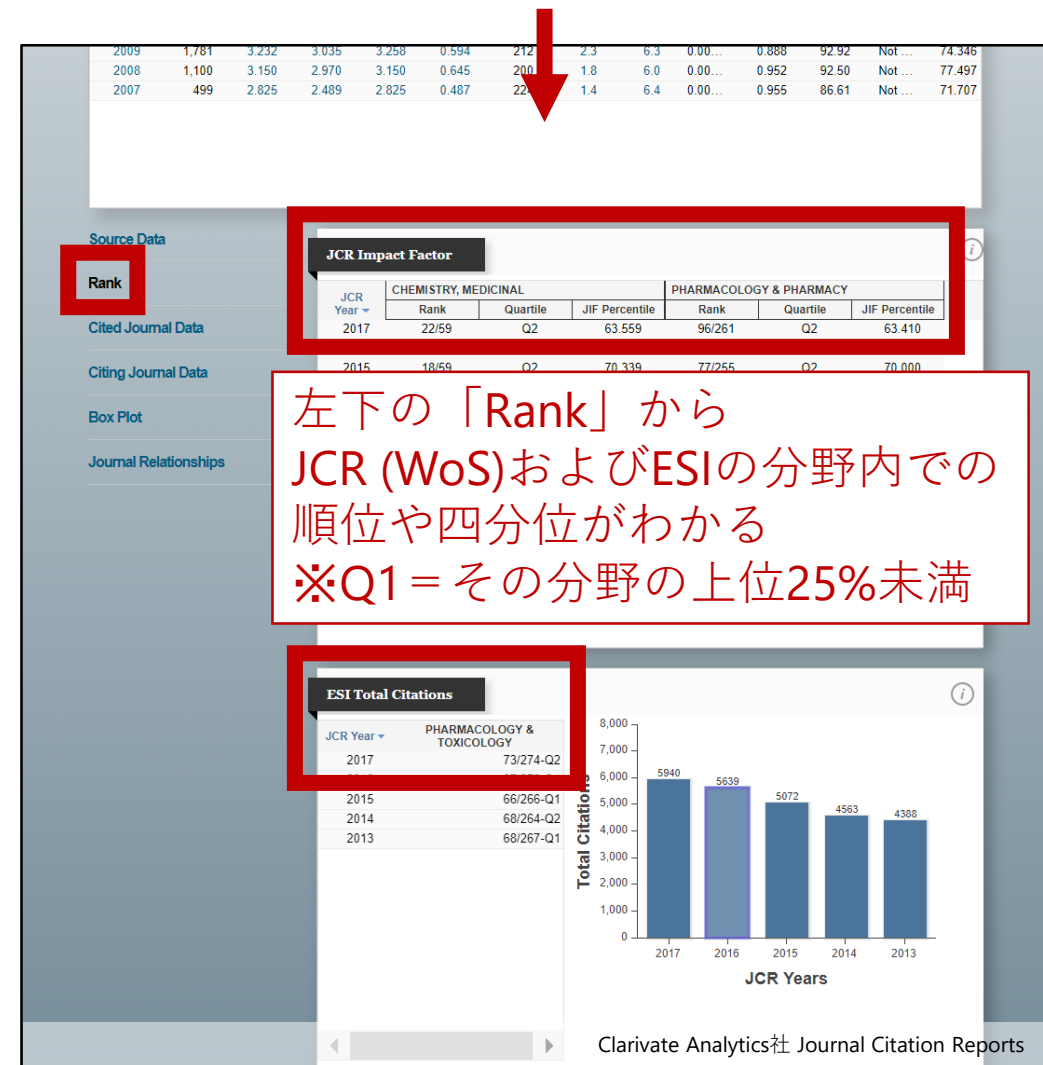 2009 1,781 3.232 3.035 3.258 0.594 212 2.3 6.3 0.00... 0.888 92.92 Not ... 74.346
2008 1,100 3.150 2.970 3.150 0.645 200 1.8 6.0 0.00... 0.952 92.50 Not ... 77.497
2007 499 2.825 2.489 2.825 0.487 1.4 6.4 0.00... 0.955 86.61 Not ... 71.707
Source Data
Rank
Cited Journal Data
Citing Journal Data
Box Plot
Journal Relationships
JCR Impact Factor
i
JCR Year CHEMISTRY, MEDICINAL PHARMACOLOGY & PHARMACY
Rank Quartile JIF Percentile Rank Quartile JIF Percentile
2017 22/59 Q2 63.559 96/261 Q2 63.410
2015 18/59 Q2 70.339 77/255 Q2 70.000
左下の「Rank」から
JCR (WoS)およびESIの分野内での
順位や四分位がわかる
※Q1＝その分野の上位25%未満
ESI Total Citations
i
JCR Year PHARMACOLOGY &
TOXICOLOGY
2017 73/274-Q2
2015 66/266-Q1
2014 68/264-Q2
2013 68/267-Q1
Total Citations
8,000
7,000
6,000
5,000
4,000
3,000
2,000
1,000
0
5940 5639 5072 4563 4388
2017 2016 2015 2014 2013
JCR Years
Clarivate Analytics社 Journal Citation Reports